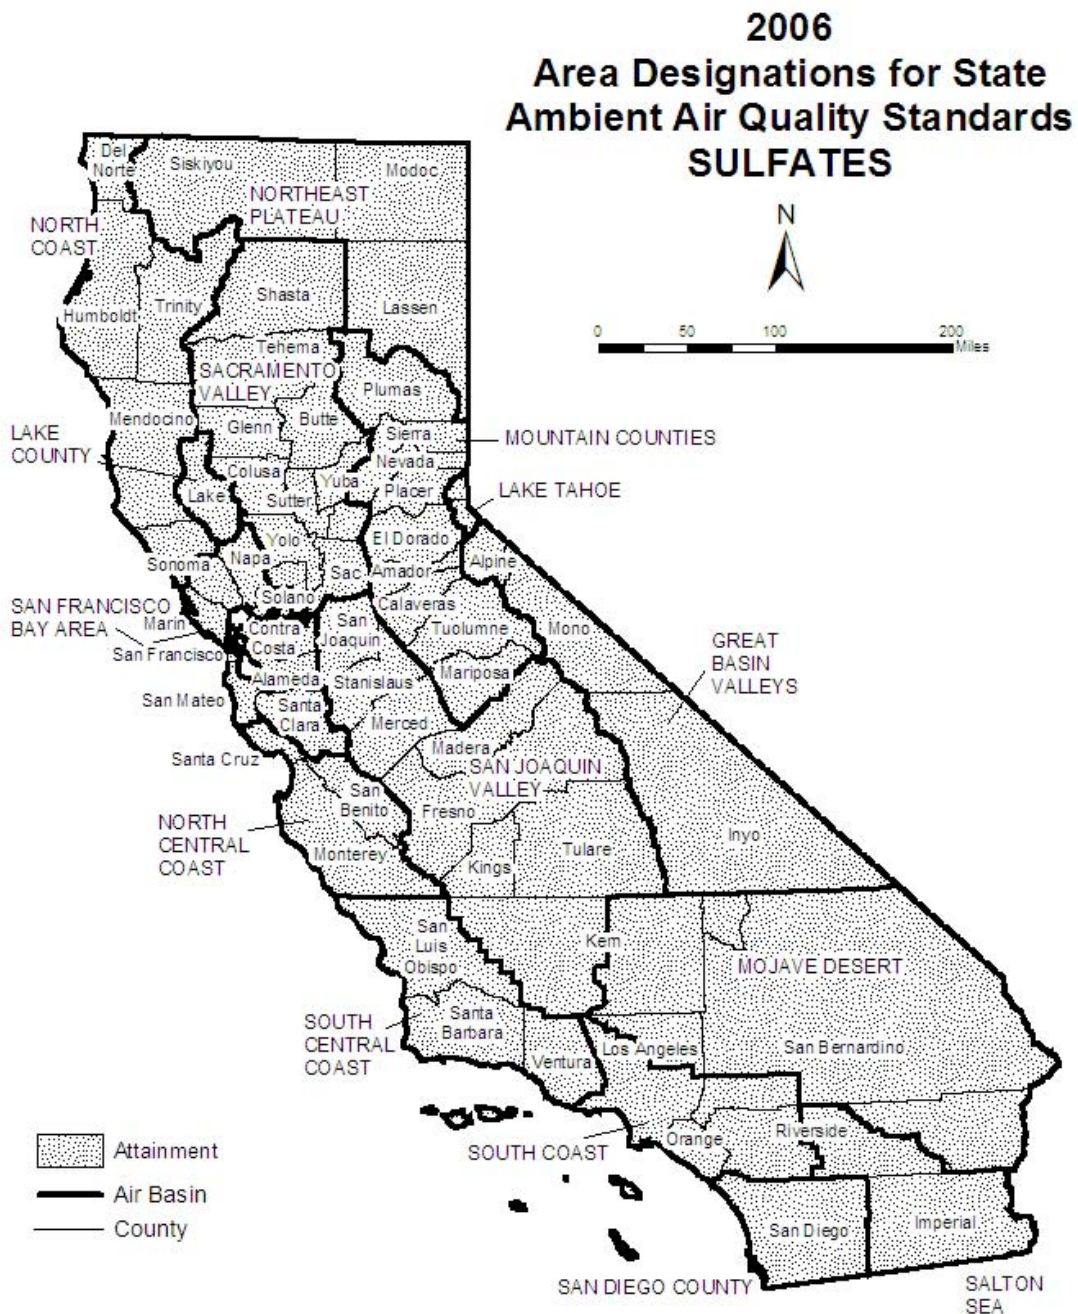 2006
Area Designations for State
Ambient Air Quality Standards
SULFATES
N
0 50 100 200
Miles
Del
Norte
Siskiyou
Modoc
NORTHEAST
PLATEAU
NORTH
COAST
Shasta
Trinity
Lassen
Humboldt
Tehema
SACRAMENTO
VALLEY
Plumas
Mendocino
Glenn
Butte
LAKE
COUNTY
Sierra
MOUNTAIN COUNTIES
Nevada
Colusa
Yuba
Placer
LAKE TAHOE
Lake
Sutter
Yolo
El Dorado
Napa
Sonoma
Alpine
Sac
Amador
Solano
Calaveras
SAN FRANCISCO
BAY AREA
Marin
San
Joaquin
Contra
Costa
Tuolumne
Mono
GREAT
BASIN
VALLEYS
San Francisco
Alameda
Stanislaus
Mariposa
San Mateo
Santa
Clara
Merced
Madera
Santa Cruz
SAN JOAQUIN
VALLEY
San
Benito
Fresno
NORTH
CENTRAL
COAST
Inyo
Monterey
Kings
Tulare
San
Luis
Obispo
Kern
MOJAVE DESERT
Santa
Barbara
SOUTH
CENTRAL
COAST
Ventura
Los Angeles
San Bernardino
Orange
Riverside
SOUTH COAST
Attainment
Air Basin
County
San Diego
Imperial
SAN DIEGO COUNTY
SALTON
SEA